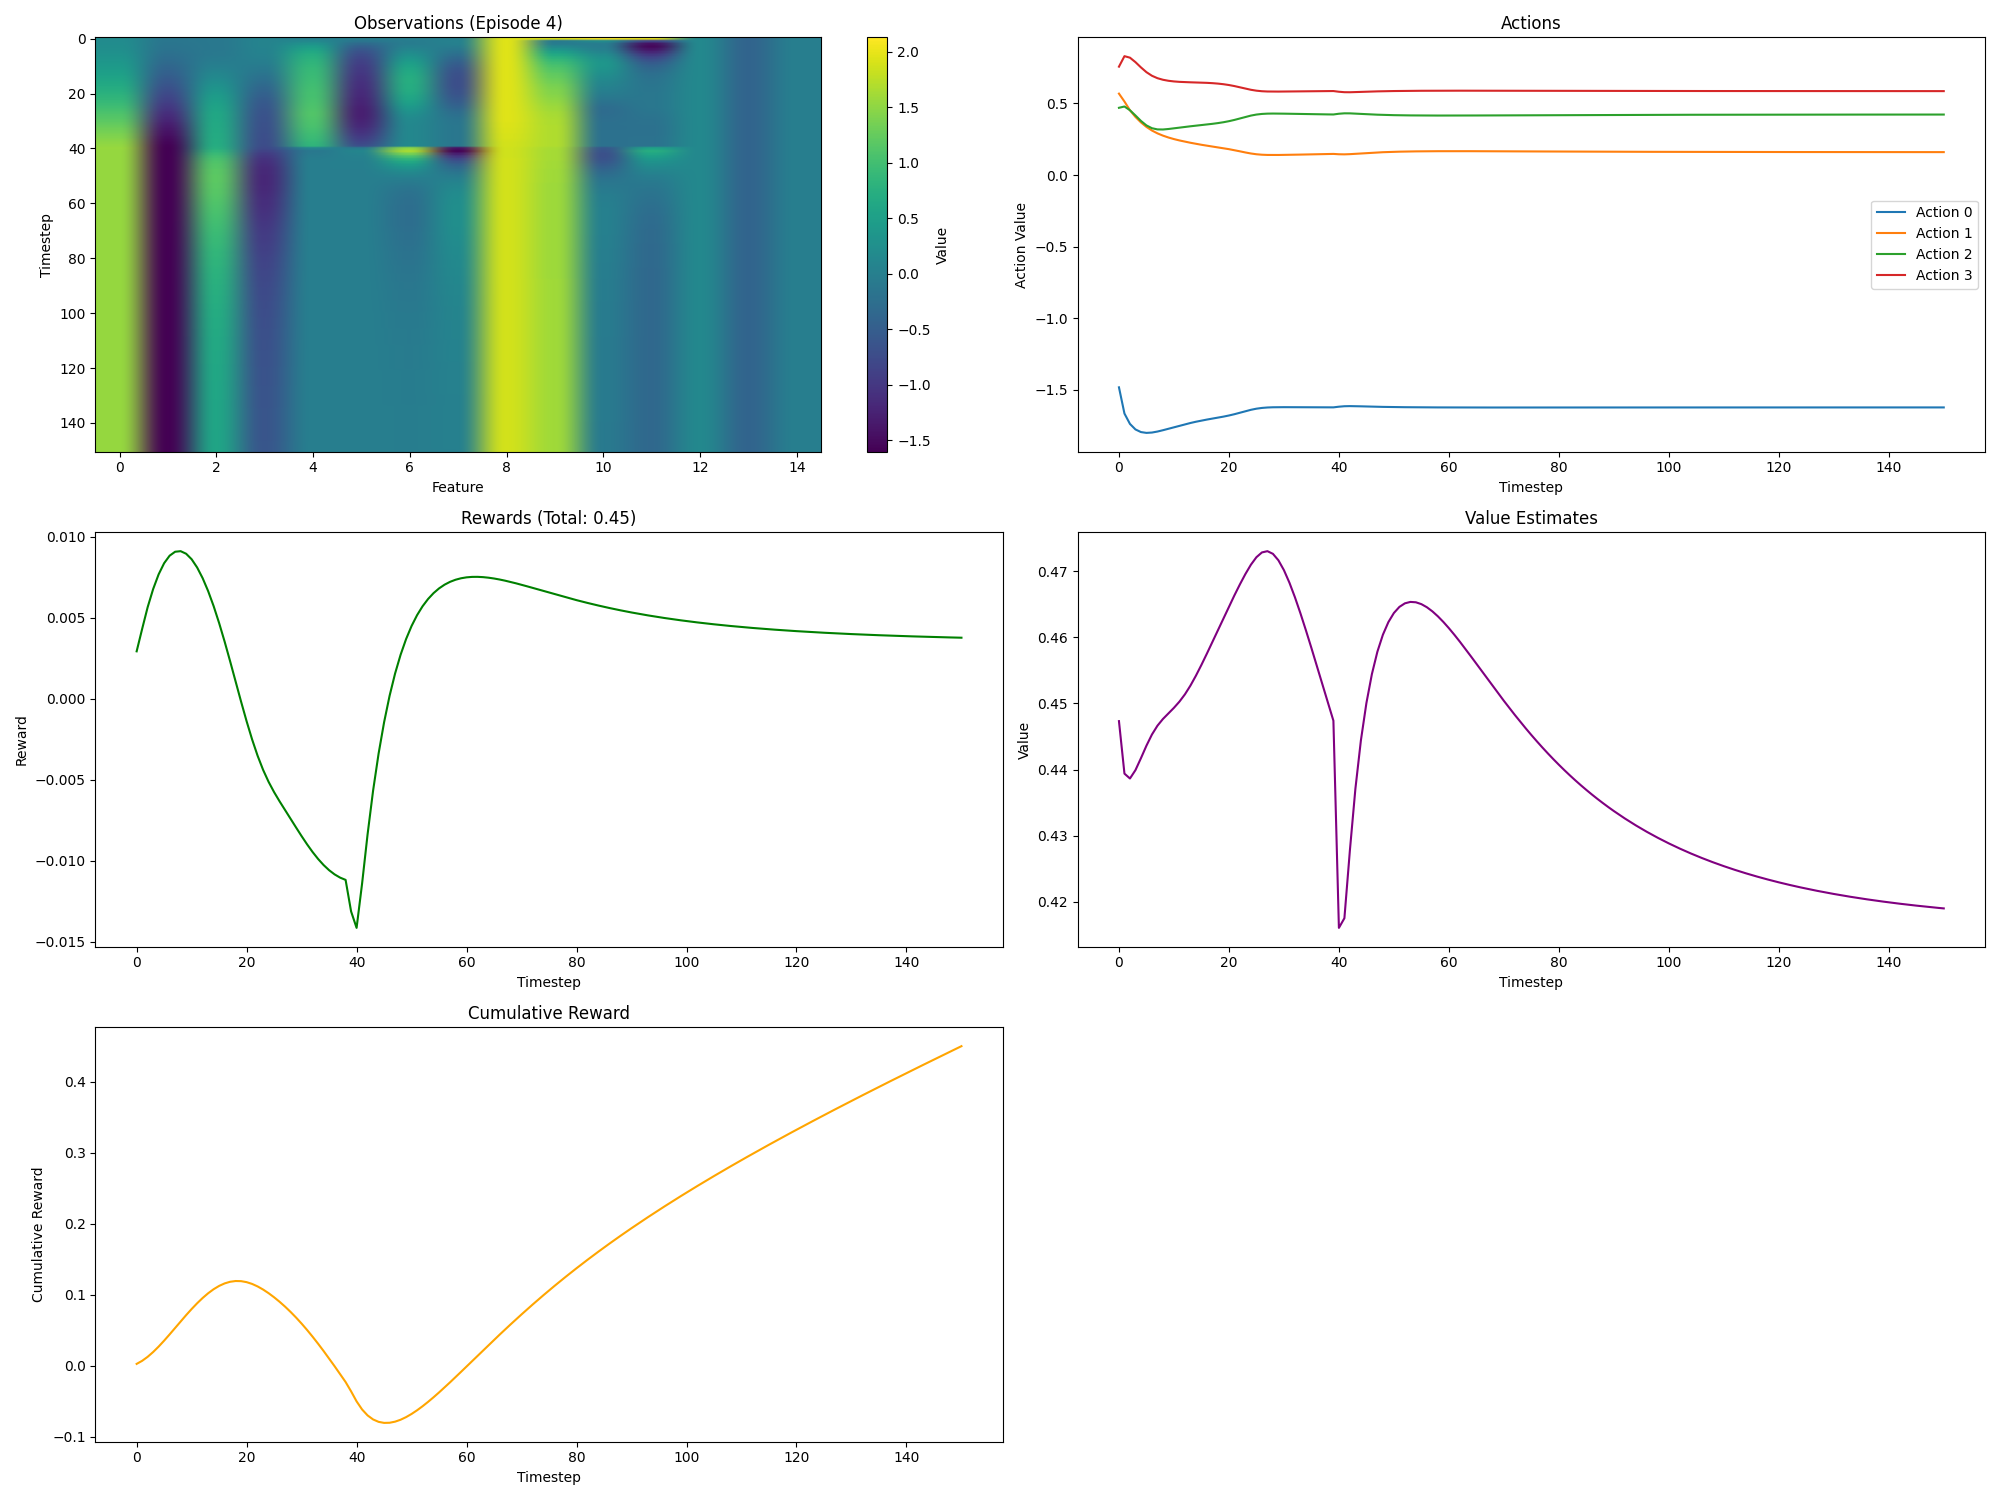 Observations (Episode 4)
0
20
40
60
80
100
120
140
Timestep
0 2 4 6 8 10 12 14
Feature
2.0
1.5
1.0
0.5
0.0
−0.5
−1.0
−1.5
Value
Actions
0.5
0.0
−0.5
−1.0
−1.5
Action Value
Action 0
Action 1
Action 2
Action 3
0 20 40 60 80 100 120 140
Timestep
Rewards (Total: 0.45)
0.010
0.005
0.000
−0.005
−0.010
−0.015
Reward
0 20 40 60 80 100 120 140
Timestep
Value Estimates
0.47
0.46
0.45
0.44
0.43
0.42
Value
0 20 40 60 80 100 120 140
Timestep
Cumulative Reward
0.4
0.3
0.2
0.1
0.0
−0.1
Cumulative Reward
0 20 40 60 80 100 120 140
Timestep